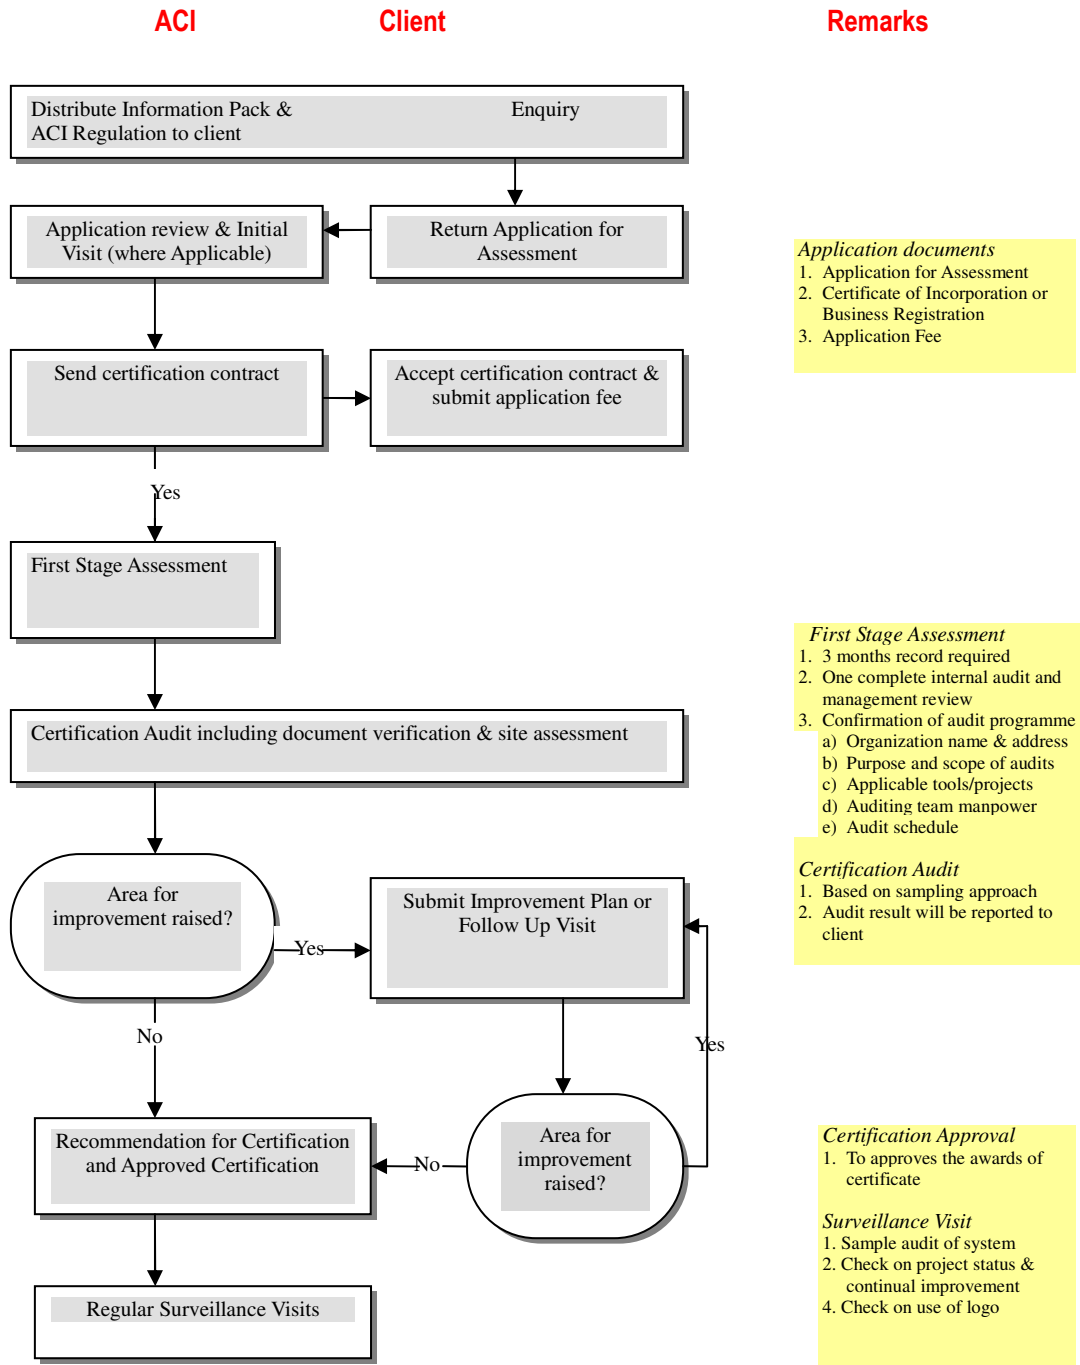 ACI Client Remarks
Distribute Information Pack & Enquiry
ACI Regulation to client
Application review & Initial
Visit (where Applicable)
Return Application for
Assessment
Application documents
1. Application for Assessment
2. Certificate of Incorporation or
Business Registration
3. Application Fee
Send certification contract
Accept certification contract &
submit application fee
Yes
First Stage Assessment
First Stage Assessment
1. 3 months record required
2. One complete internal audit and
management review
3. Confirmation of audit programme
a) Organization name & address
b) Purpose and scope of audits
c) Applicable tools/projects
d) Auditing team manpower
e) Audit schedule
Certification Audit including document verification & site assessment
Certification Audit
1. Based on sampling approach
2. Audit result will be reported to
client
Area for
improvement raised?
Yes
Submit Improvement Plan or
Follow Up Visit
No
Yes
Area for
improvement
raised?
No
Recommendation for Certification
and Approved Certification
Certification Approval
1. To approves the awards of
certificate
Surveillance Visit
1. Sample audit of system
2. Check on project status &
continual improvement
4. Check on use of logo
Regular Surveillance Visits